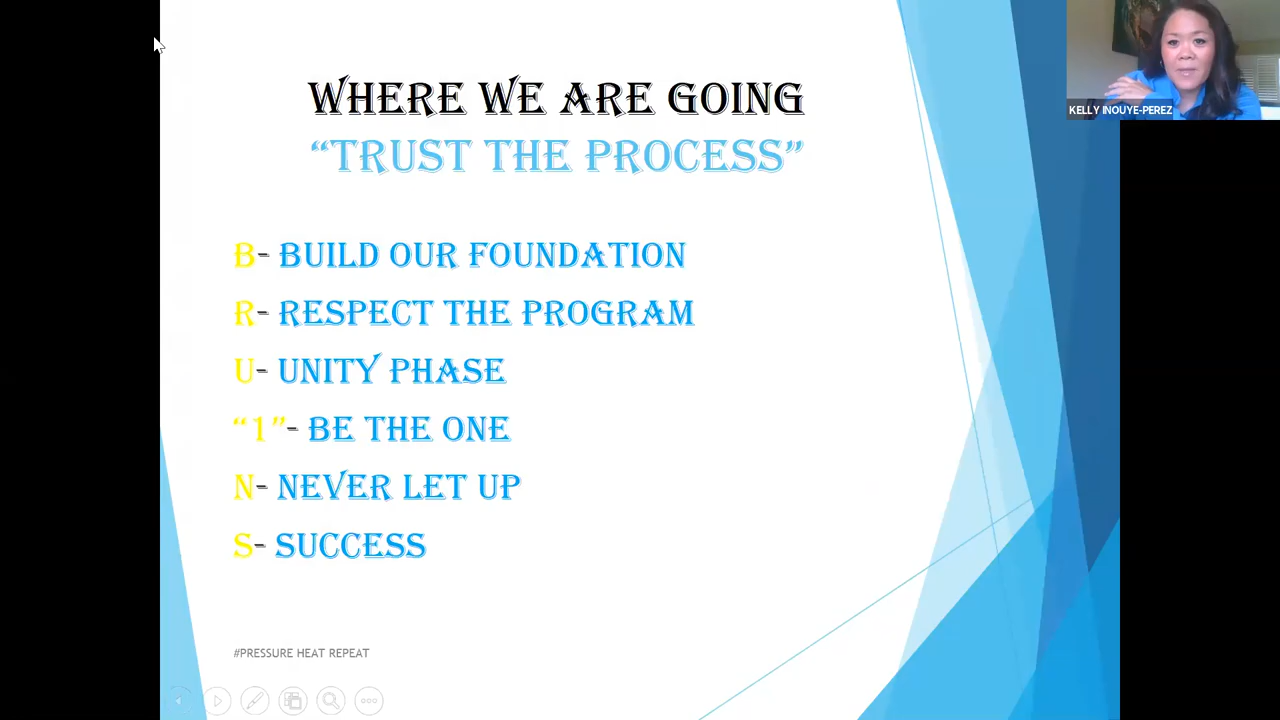 WHERE WE ARE GOING
“TRUST THE PROCESS”
B- BUILD OUR FOUNDATION
R- RESPECT THE PROGRAM
U- UNITY PHASE
“1”- BE THE ONE
N- NEVER LET UP
S- SUCCESS
#PRESSURE HEAT REPEAT
KELLY INOUYE-PEREZ